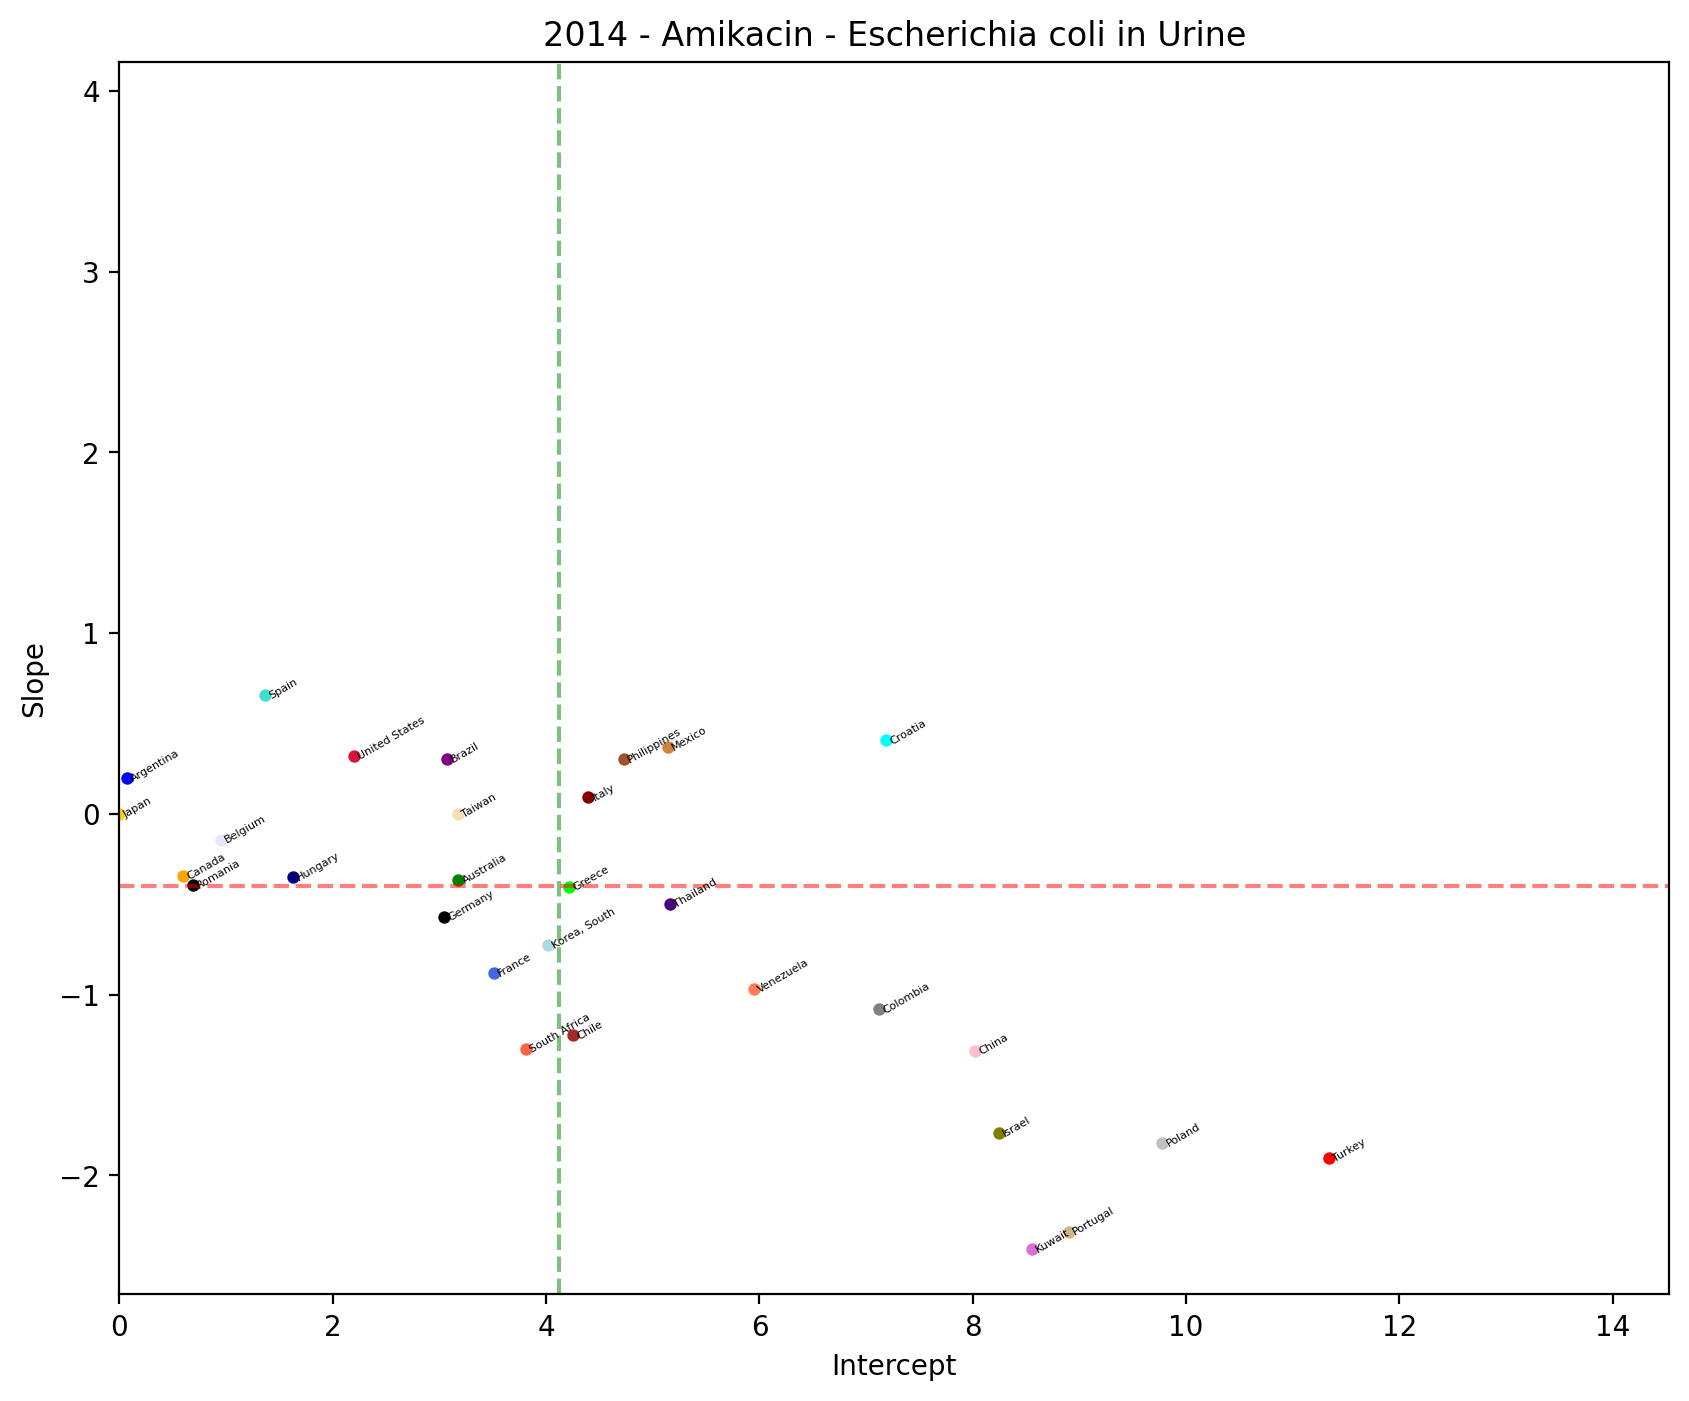 2014 - Amikacin - Escherichia coli in Urine
4
3
2
1
0
−1
−2
Slope
Spain
United States
Brazil
Philippines
Mexico
Croatia
Argentina
Italy
Japan
Taiwan
Belgium
Canada
Romania
Hungary
Australia
Greece
Thailand
Germany
Korea, South
France
Venezuela
Colombia
South Africa
Chile
China
Israel
Poland
Turkey
Kuwait
Portugal
0 2 4 6 8 10 12 14
Intercept